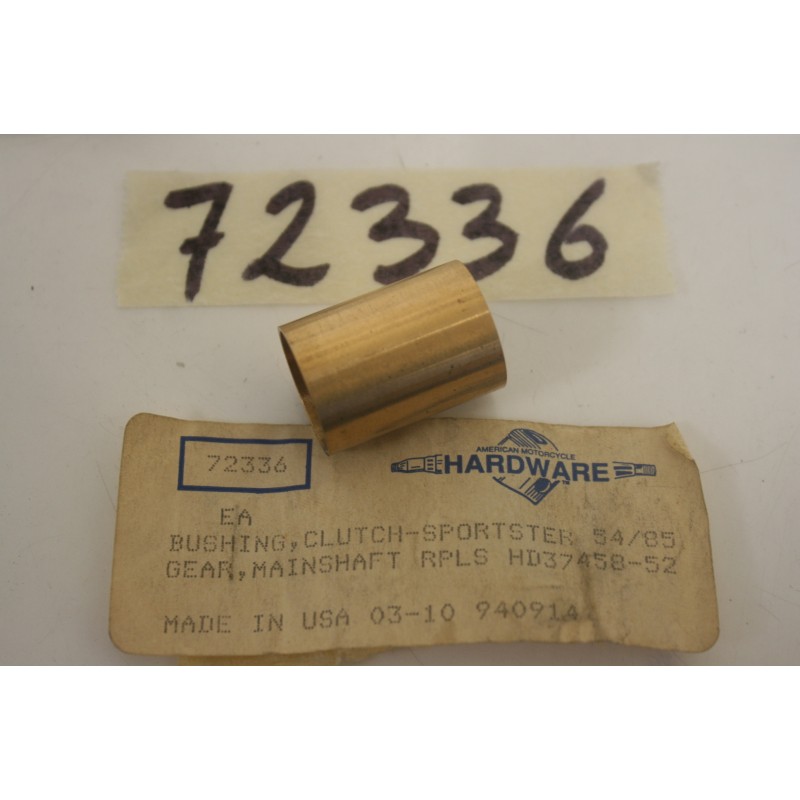 72336
72336
AMERICAN MOTORCYCLE
HARDWARE
EA
BUSHING,CLUTCH-SPORTSTER 54/85
GEAR,MAINSHAFT RPLS HD37458-52
MADE IN USA 03-10 940914